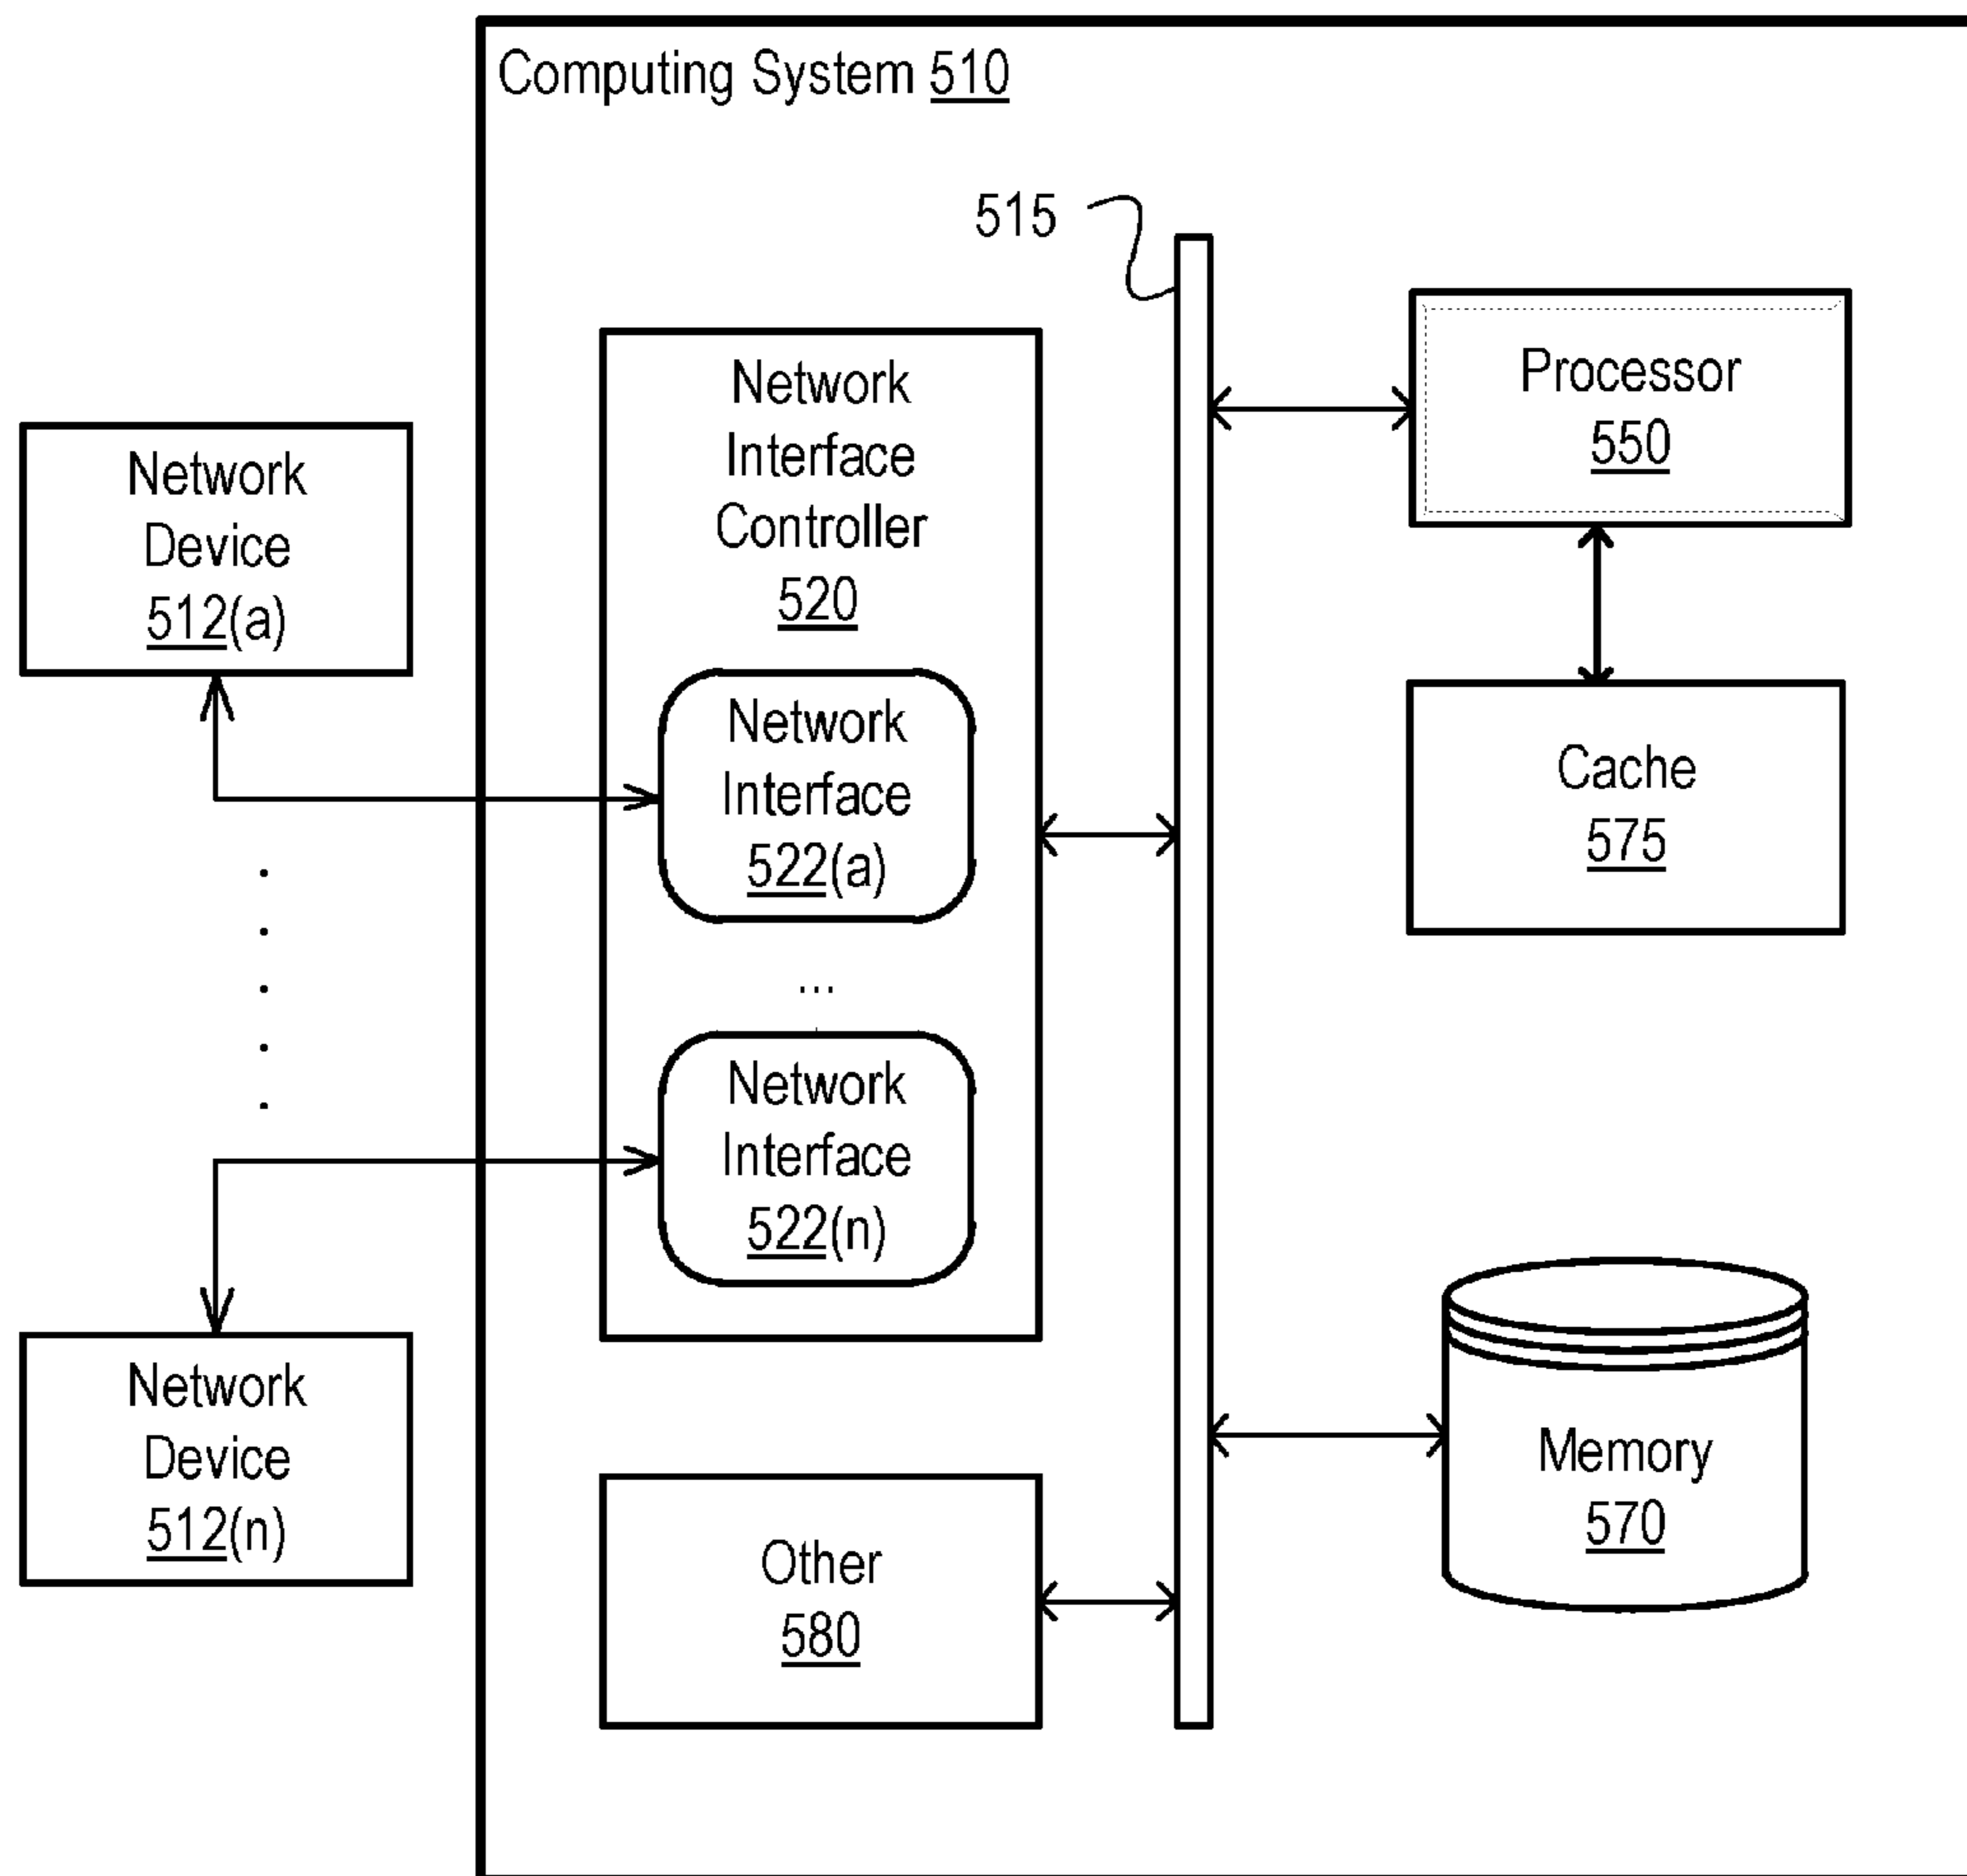 Computing System 510
515
Network
Interface
Controller
520
Processor
550
Network
Device
512(a)
Network
Interface
522(a)
Cache
575
...
Network
Interface
522(n)
Network
Device
512(n)
Memory
570
Other
580